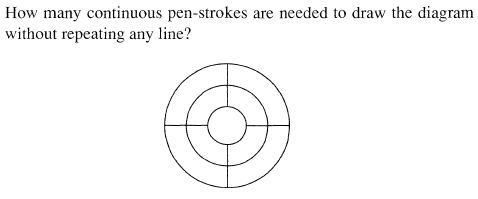 How many continuous pen-strokes are needed to draw the diagram
without repeating any line?